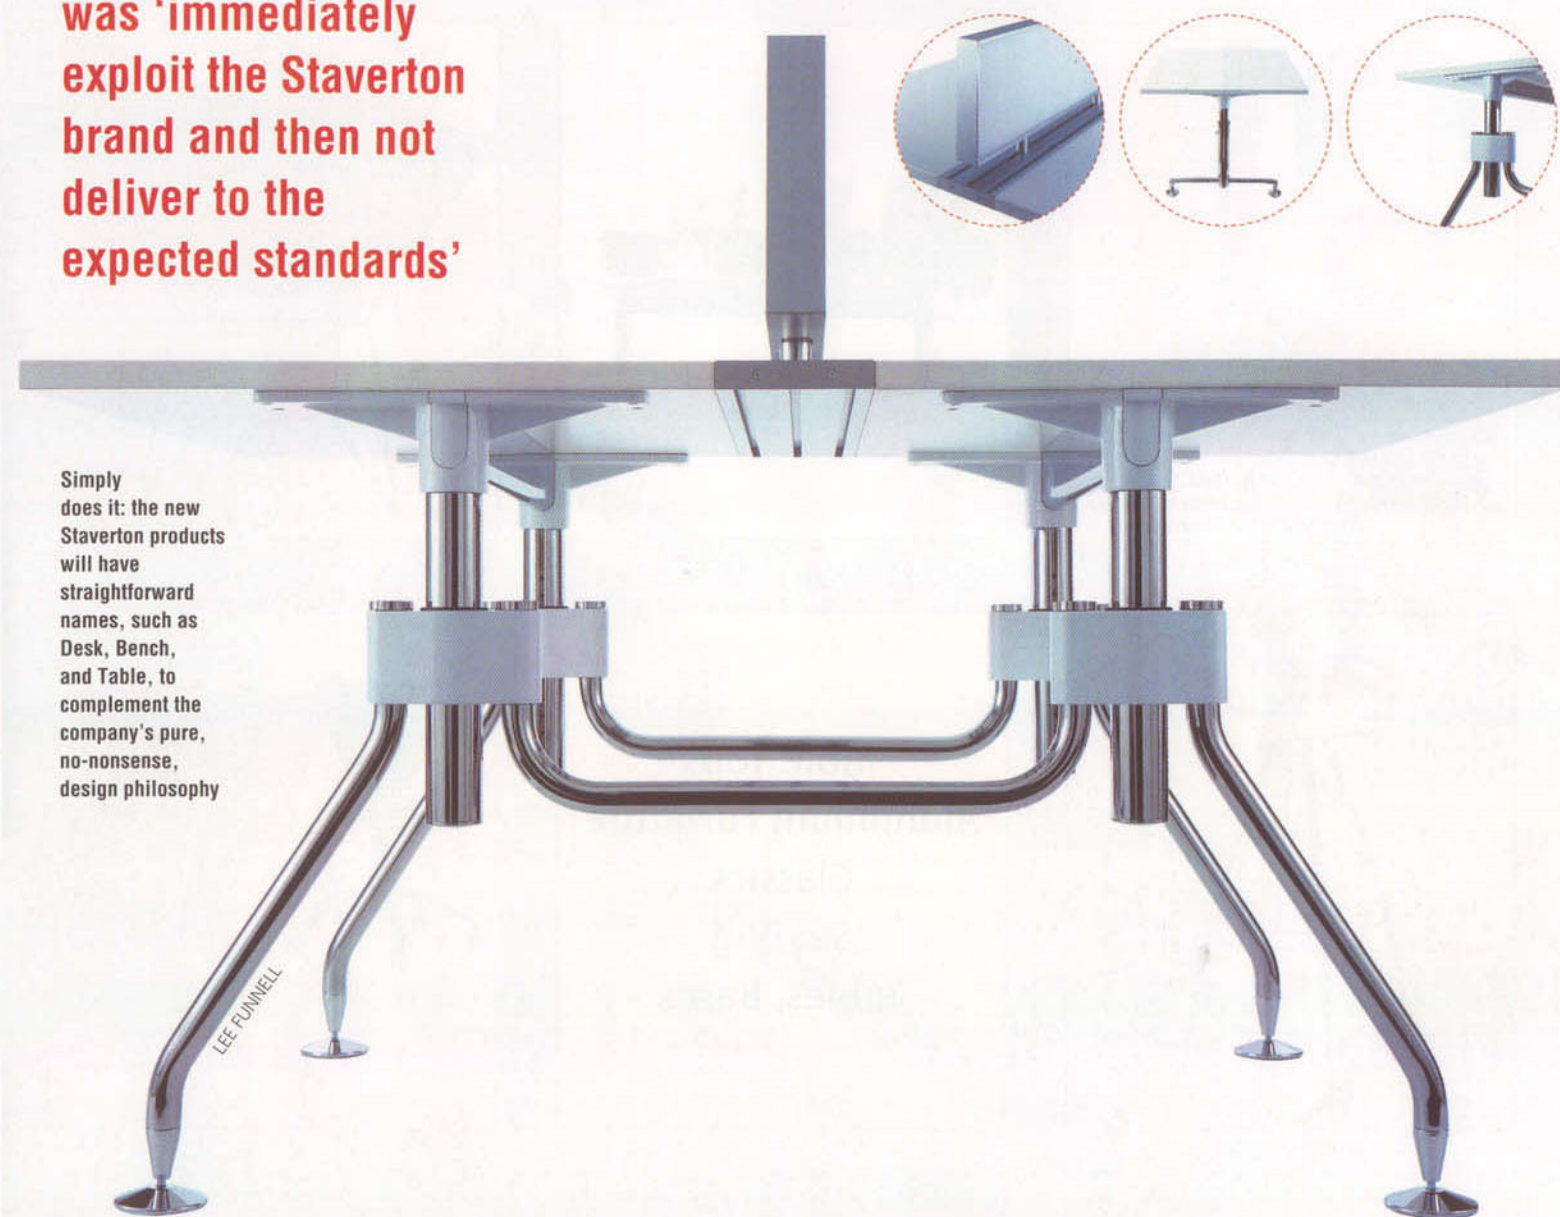 was ‘immediately
exploit the Staverton
brand and then not
deliver to the
expected standards’
Simply
does it: the new
Staverton products
will have
straightforward
names, such as
Desk, Bench,
and Table, to
complement the
company’s pure,
no-nonsense,
design philosophy
LEE FUNNELL